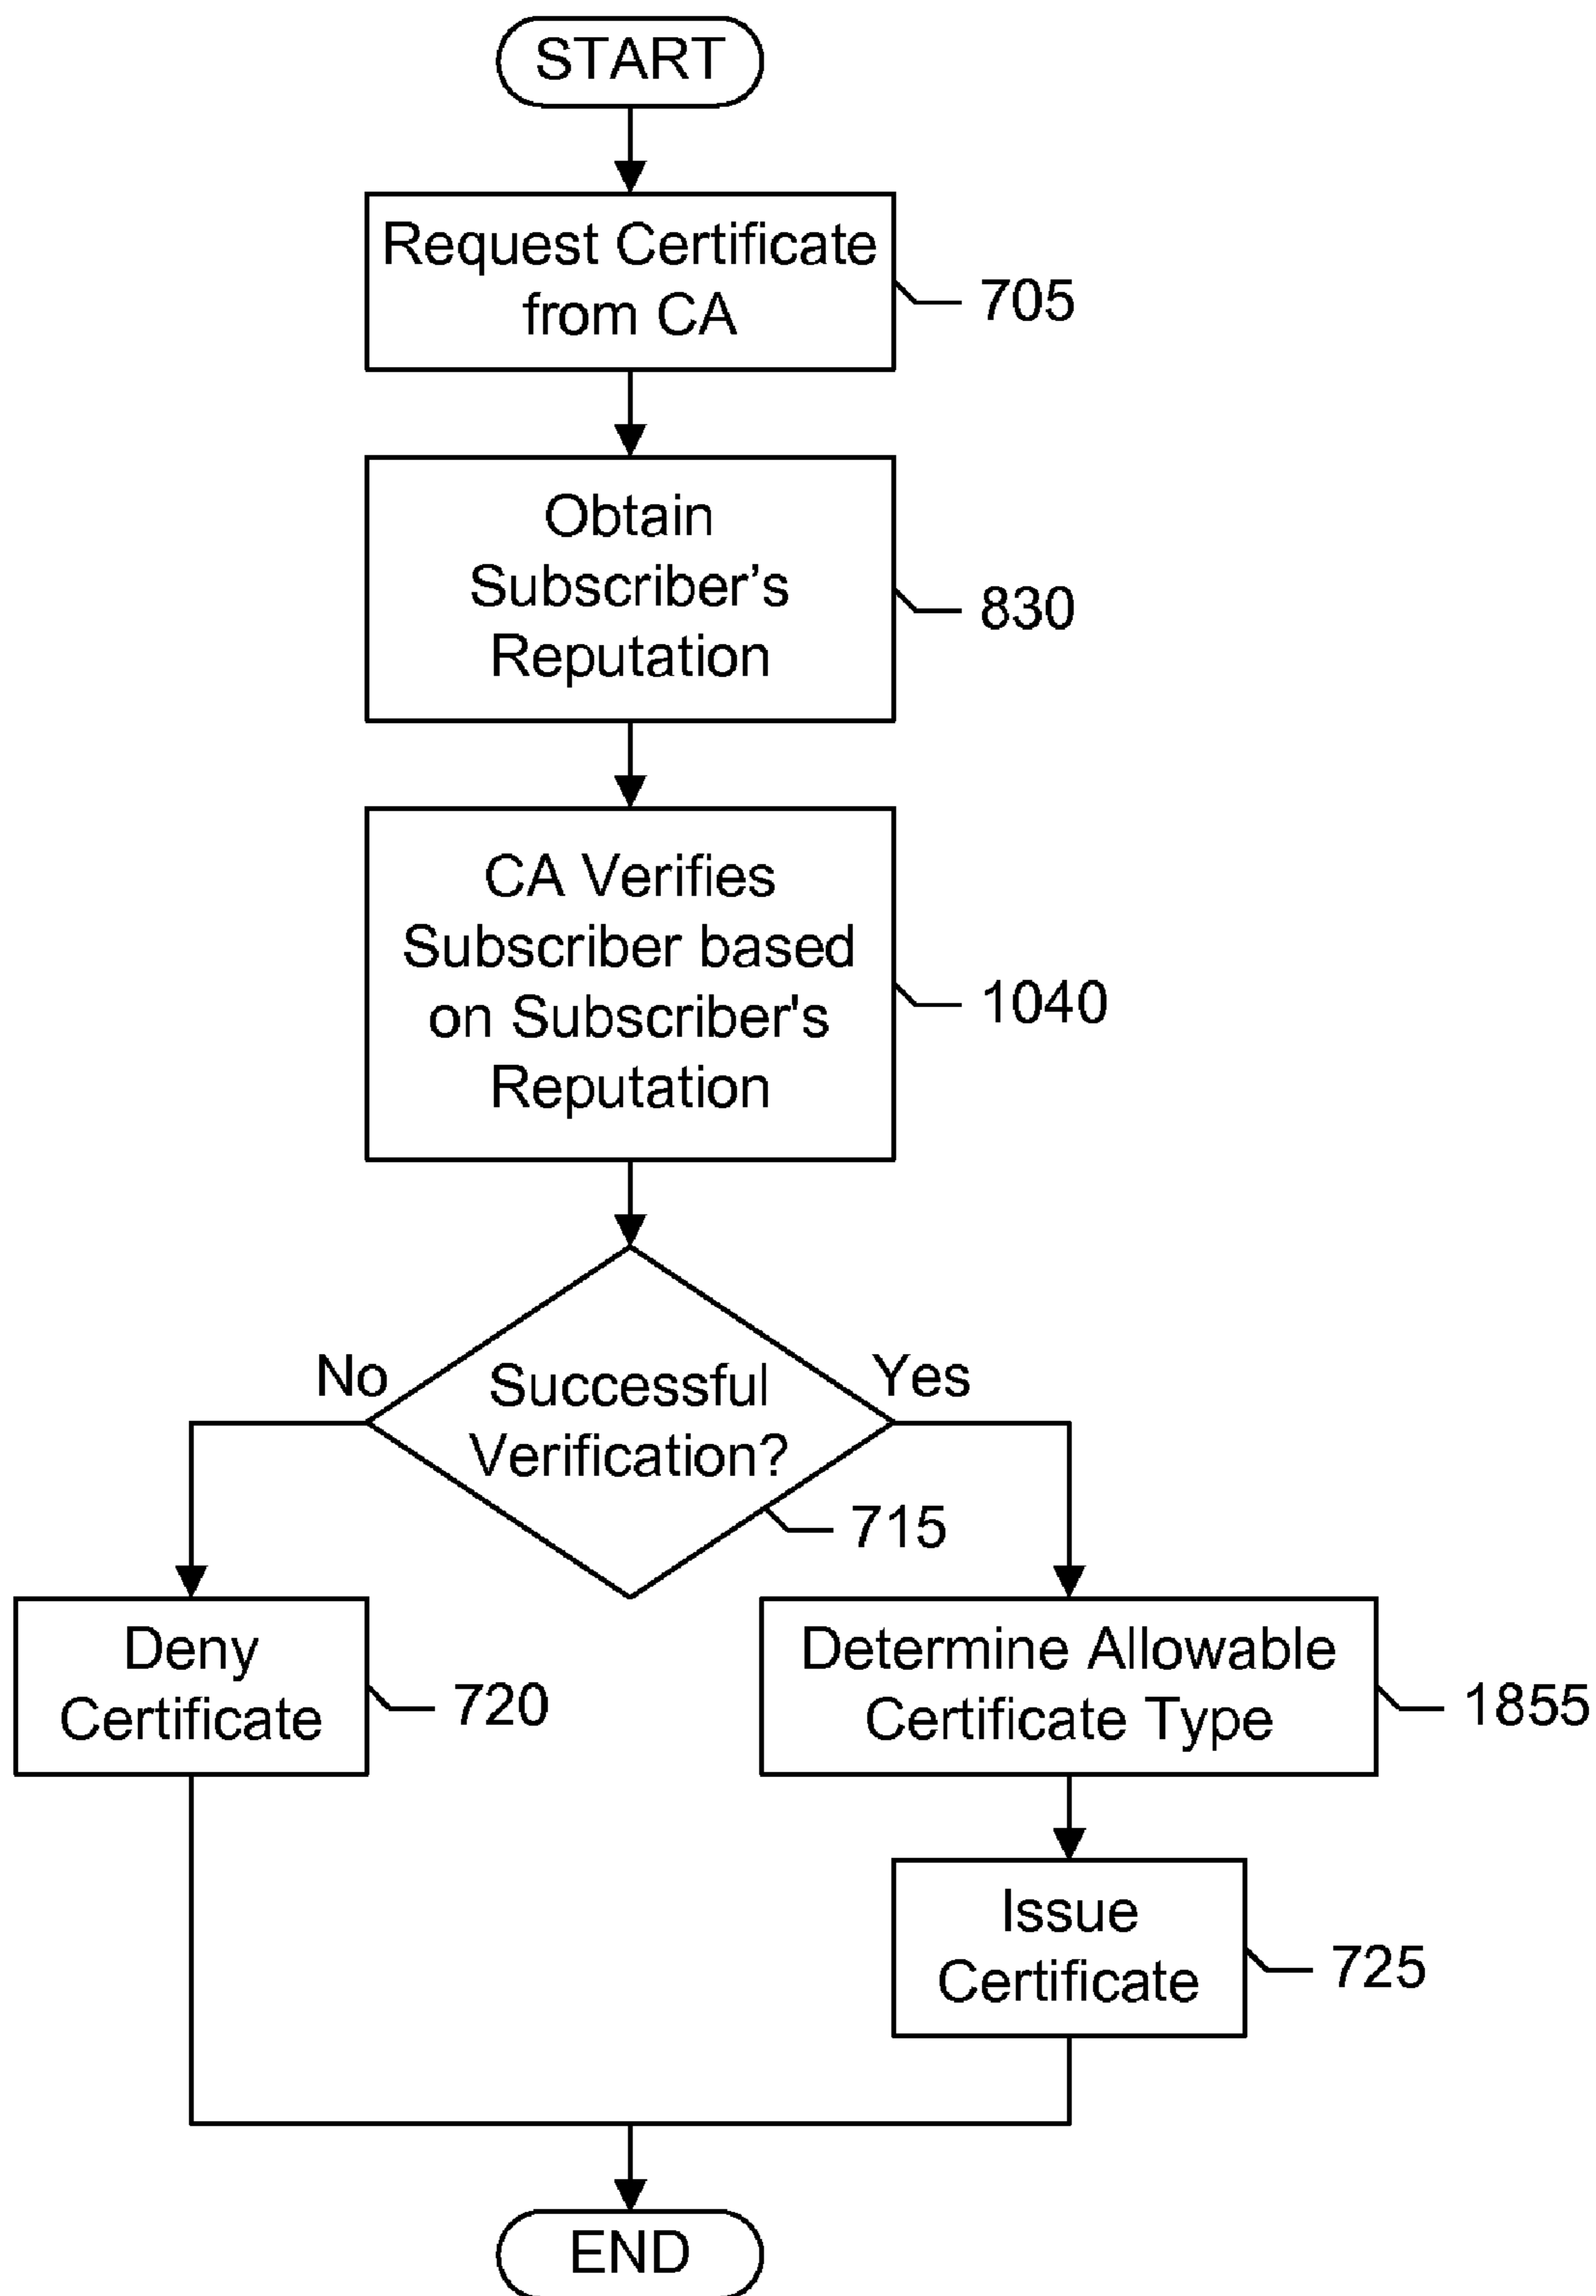 START
Request Certificate
from CA
705
Obtain
Subscriber’s
Reputation
830
CA Verifies
Subscriber based
on Subscriber's
Reputation
1040
No
Successful
Verification?
Yes
715
Deny
Certificate
720
Determine Allowable
Certificate Type
1855
Issue
Certificate
725
END